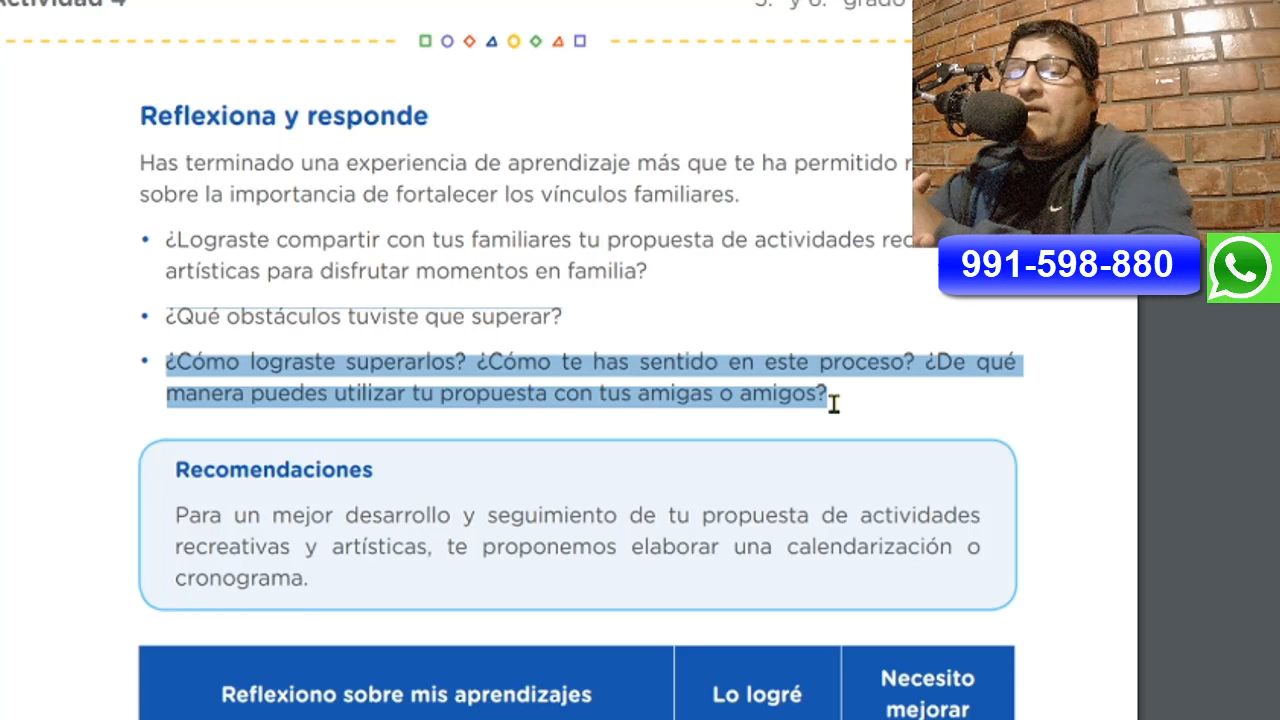 Actividad 4
5.° y 6.° grado
Reflexiona y responde
Has terminado una experiencia de aprendizaje más que te ha permitido
sobre la importancia de fortalecer los vínculos familiares.
• ¿Lograste compartir con tus familiares tu propuesta de actividades
artísticas para disfrutar momentos en familia?
• ¿Qué obstáculos tuviste que superar?
• ¿Cómo lograste superarlos? ¿Cómo te has sentido en este proceso? ¿De qué
manera puedes utilizar tu propuesta con tus amigas o amigos?
991-598-880
Recomendaciones
Para un mejor desarrollo y seguimiento de tu propuesta de actividades
recreativas y artísticas, te proponemos elaborar una calendarización o
cronograma.
Reflexiono sobre mis aprendizajes
Lo logré
Necesito
mejorar